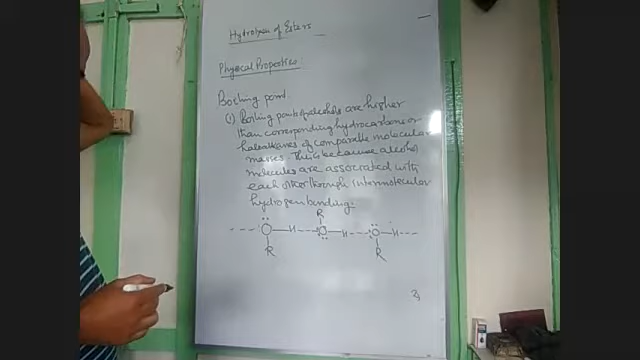 Hydrolysis of Esters
Physical Properties
Boiling point.
(1) Boiling points of alcohols are higher
than corresponding hydrocarbons or
haloalkanes of comparable molecular
masses. This is because alcohol
molecules are associated with
each other through intermolecular
hydrogen bonding:
R
O H O H O H
R R